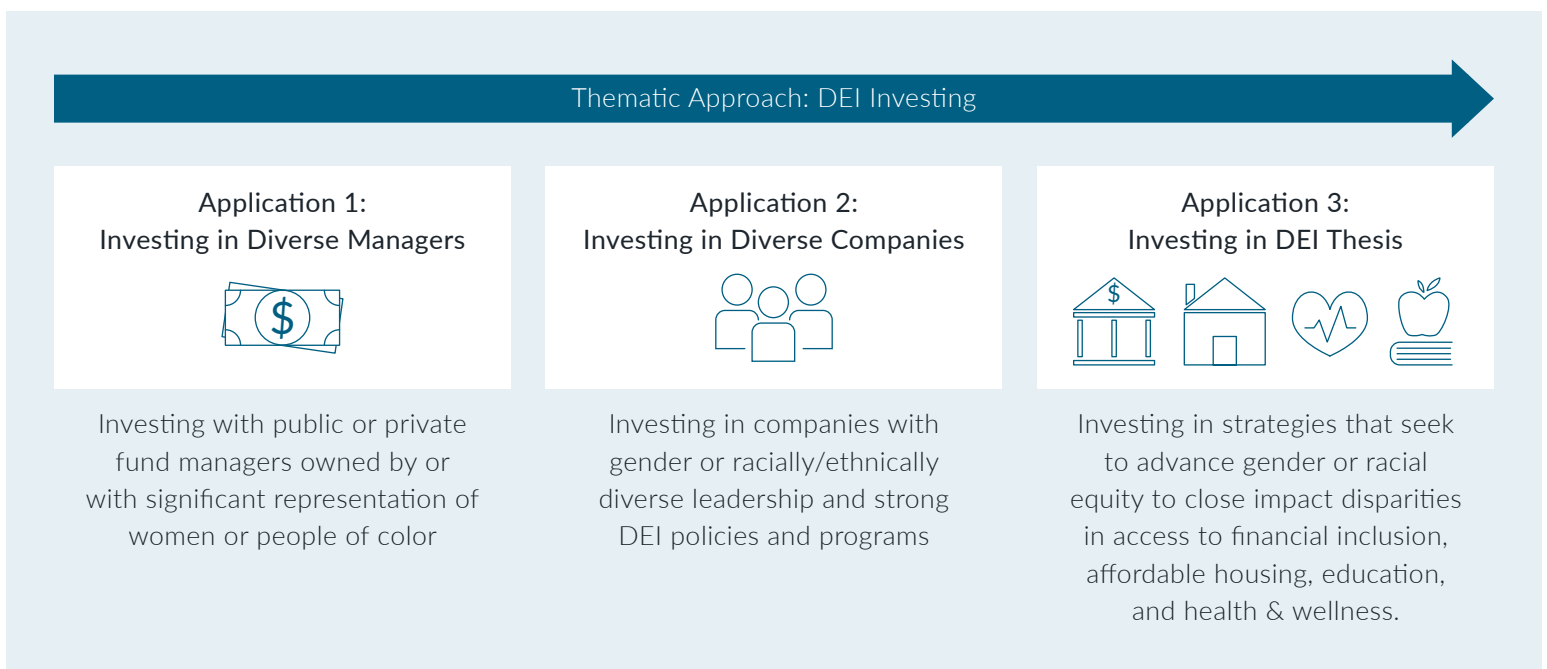 Thematic Approach: DEI Investing
Application 1:
Investing in Diverse Managers
$
Investing with public or private
fund managers owned by or
with significant representation of
women or people of color
Application 2:
Investing in Diverse Companies
Investing in companies with
gender or racially/ethnically
diverse leadership and strong
DEI policies and programs
Application 3:
Investing in DEI Thesis
$
Investing in strategies that seek
to advance gender or racial
equity to close impact disparities
in access to financial inclusion,
affordable housing, education,
and health & wellness.